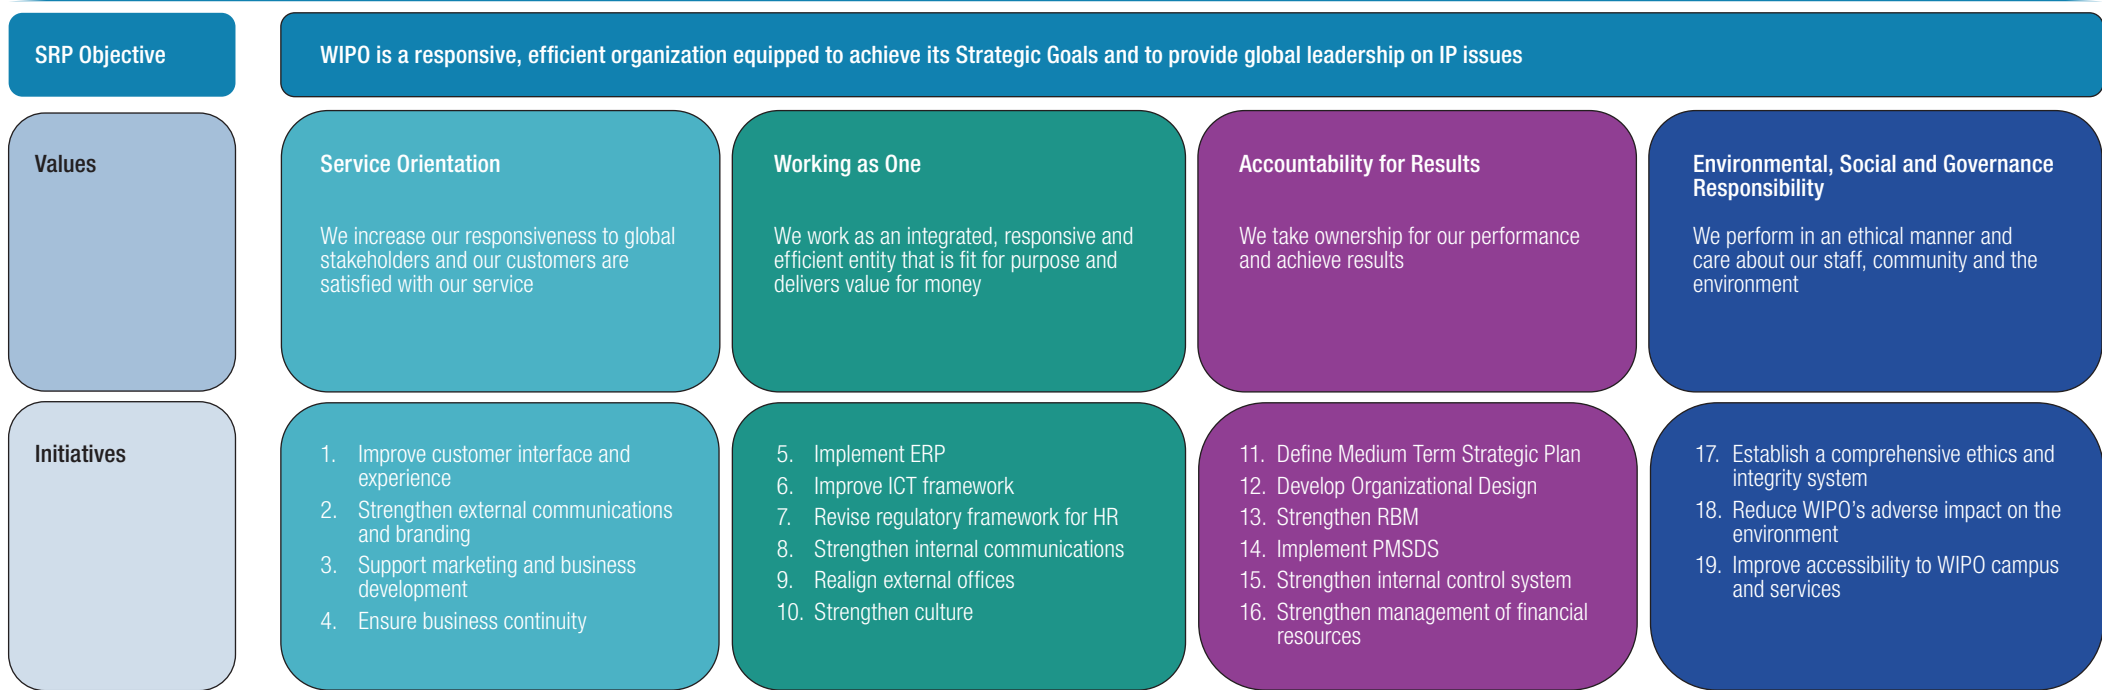 SRP Objective
WIPO is a responsive, efficient organization equipped to achieve its Strategic Goals and to provide global leadership on IP issues
Values
Service Orientation
We increase our responsiveness to global
stakeholders and our customers are
satisfied with our service
Working as One
We work as an integrated, responsive and
efficient entity that is fit for purpose and
delivers value for money
Accountability for Results
We take ownership for our performance
and achieve results
Environmental, Social and Governance
Responsibility
We perform in an ethical manner and
care about our staff, community and the
environment
Initiatives
1. Improve customer interface and
experience
2. Strengthen external communications
and branding
3. Support marketing and business
development
4. Ensure business continuity
5. Implement ERP
6. Improve ICT framework
7. Revise regulatory framework for HR
8. Strengthen internal communications
9. Realign external offices
10. Strengthen culture
11. Define Medium Term Strategic Plan
12. Develop Organizational Design
13. Strengthen RBM
14. Implement PMSDS
15. Strengthen internal control system
16. Strengthen management of financial
resources
17. Establish a comprehensive ethics and
integrity system
18. Reduce WIPO's adverse impact on the
environment
19. Improve accessibility to WIPO campus
and services